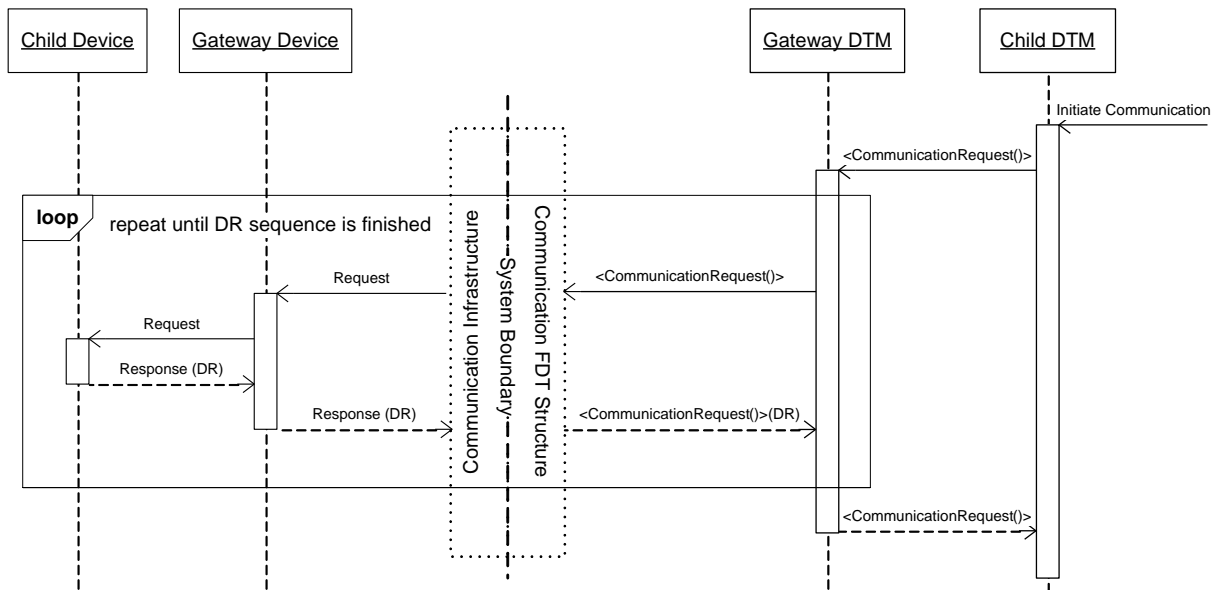 Child Device
Gateway Device
Gateway DTM
Child DTM
Initiate Communication
<CommunicationRequest()>
loop
repeat until DR sequence is finished
Communication Infrastructure
System Boundary
Communication FDT Structure
<CommunicationRequest()>
Request
Request
Response (DR)
Response (DR)
<CommunicationRequest()>(DR)
<CommunicationRequest()>